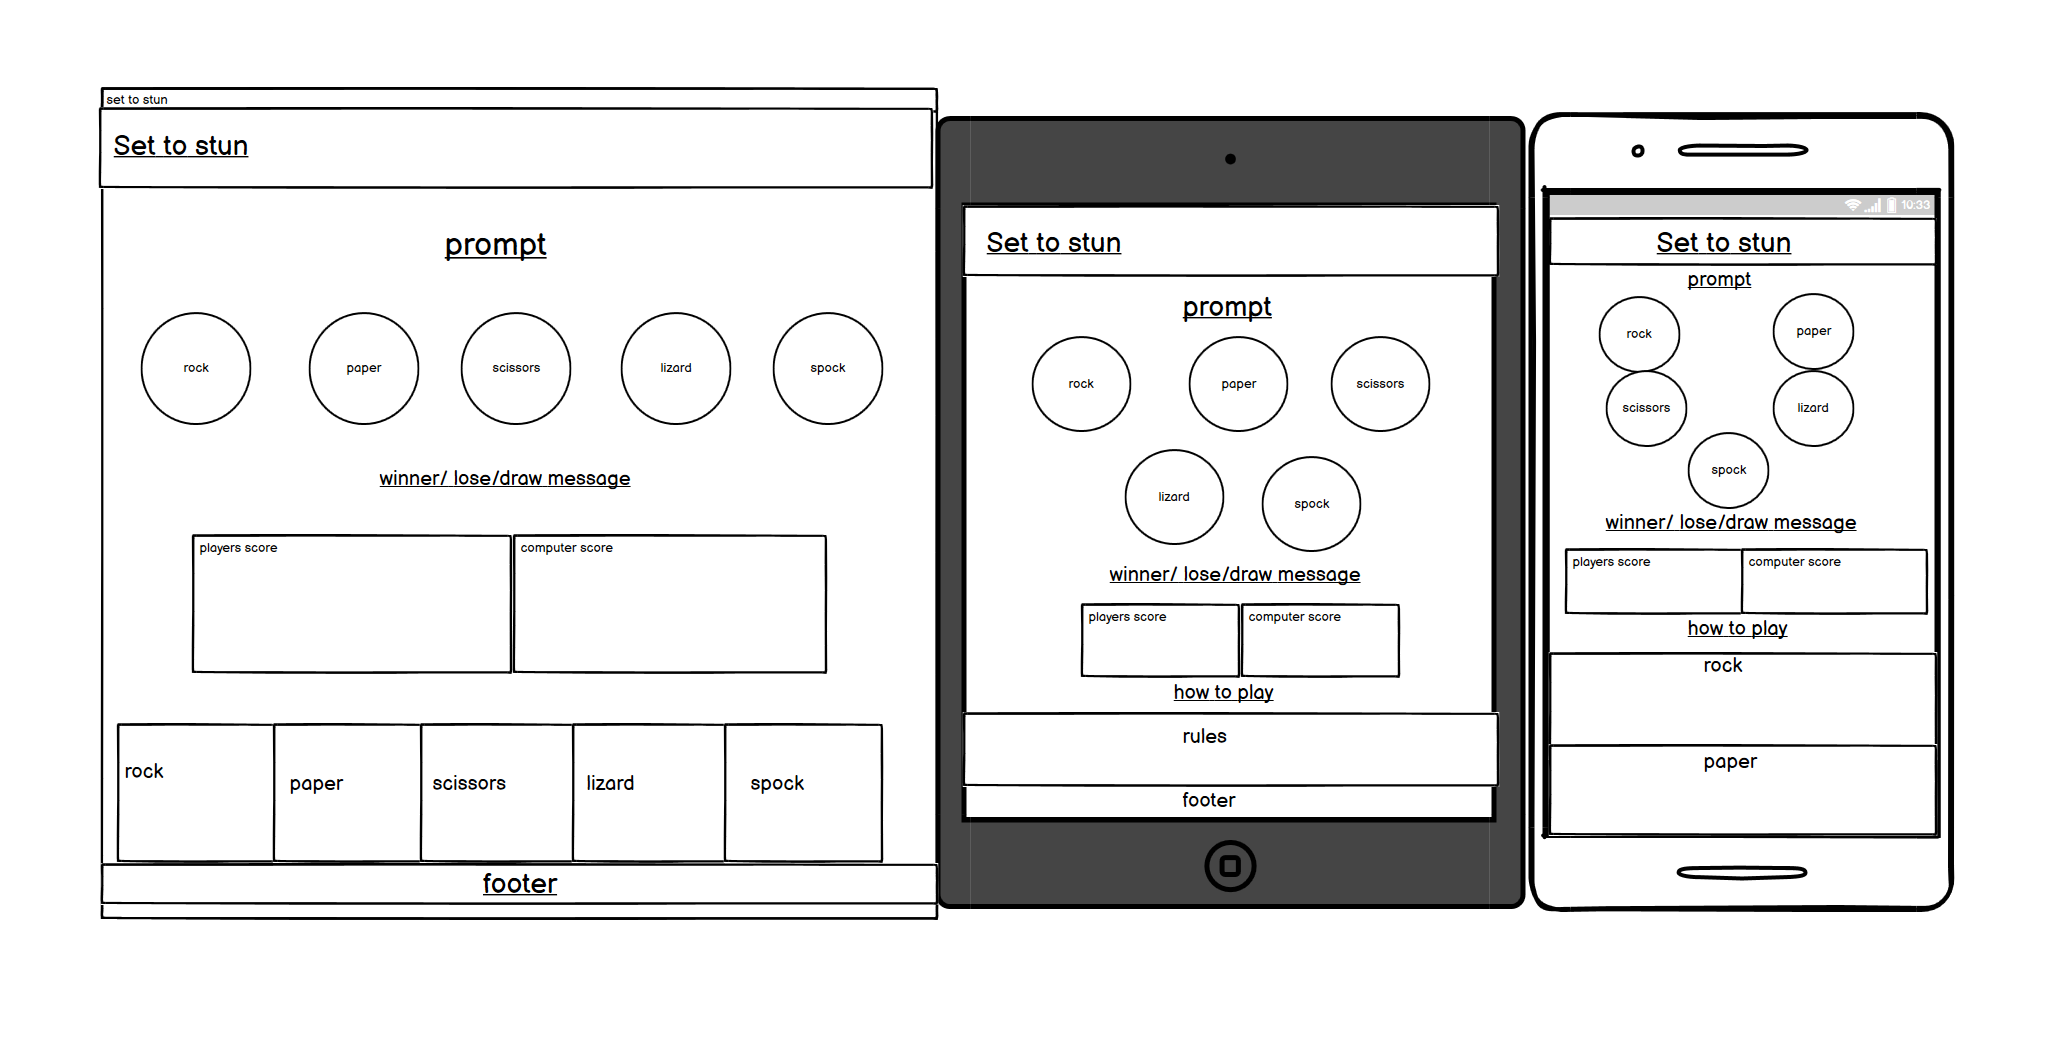 set to stun
Set to stun
prompt
rock paper scissors lizard spock
winner/ lose/draw message
players score computer score
rock paper scissors lizard spock
footer
Set to stun
prompt
rock paper scissors
lizard spock
winner/ lose/draw message
players score computer score
how to play
rules
footer
10:33
Set to stun
prompt
rock paper
scissors lizard
spock
winner/ lose/draw message
players score computer score
how to play
rock
paper